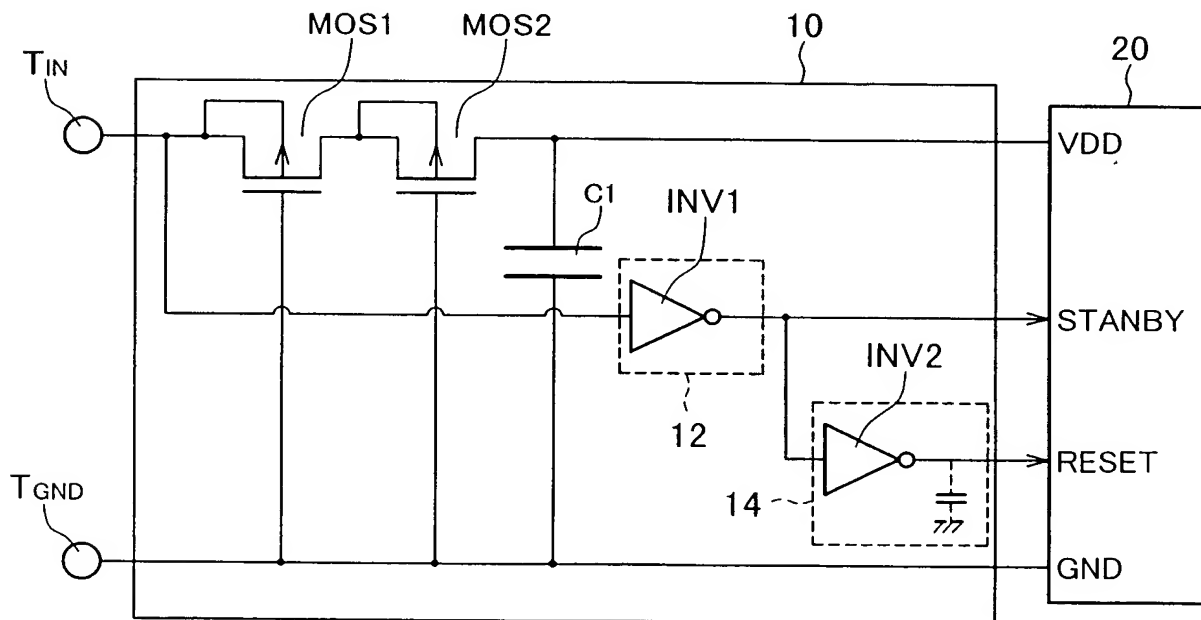 MOS1
MOS2
10
20
TIN
VDD
C1
INV1
STANBY
INV2
12
RESET
14
TGND
GND